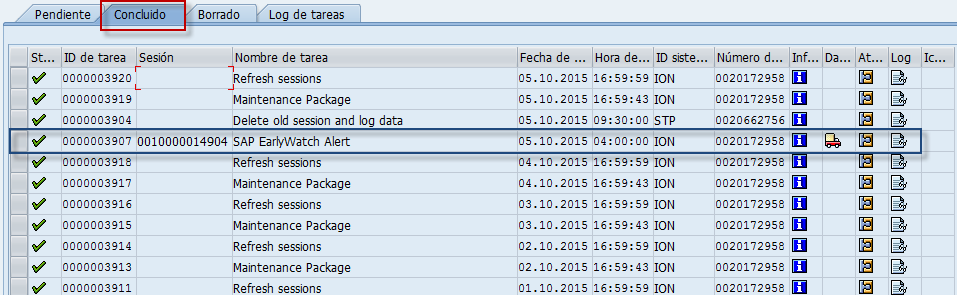 Pendiente Concluido Borrado Log de tareas
St... ID de tarea Sesión Nombre de tarea Fecha de ... Hora de... ID siste... Número d... Inf... Da... At... Log Ic...
0000003920 Refresh sessions 05.10.2015 16:59:59 ION 0020172958
0000003919 Maintenance Package 05.10.2015 16:59:43 ION 0020172958
0000003904 Delete old session and log data 05.10.2015 09:30:00 STP 0020662756
0000003907 0010000014904 SAP EarlyWatch Alert 05.10.2015 04:00:00 ION 0020172958
0000003918 Refresh sessions 04.10.2015 16:59:59 ION 0020172958
0000003917 Maintenance Package 04.10.2015 16:59:43 ION 0020172958
0000003916 Refresh sessions 03.10.2015 16:59:59 ION 0020172958
0000003915 Maintenance Package 03.10.2015 16:59:43 ION 0020172958
0000003914 Refresh sessions 02.10.2015 16:59:59 ION 0020172958
0000003913 Maintenance Package 02.10.2015 16:59:43 ION 0020172958
0000003911 Refresh sessions 01.10.2015 16:59:59 ION 0020172958